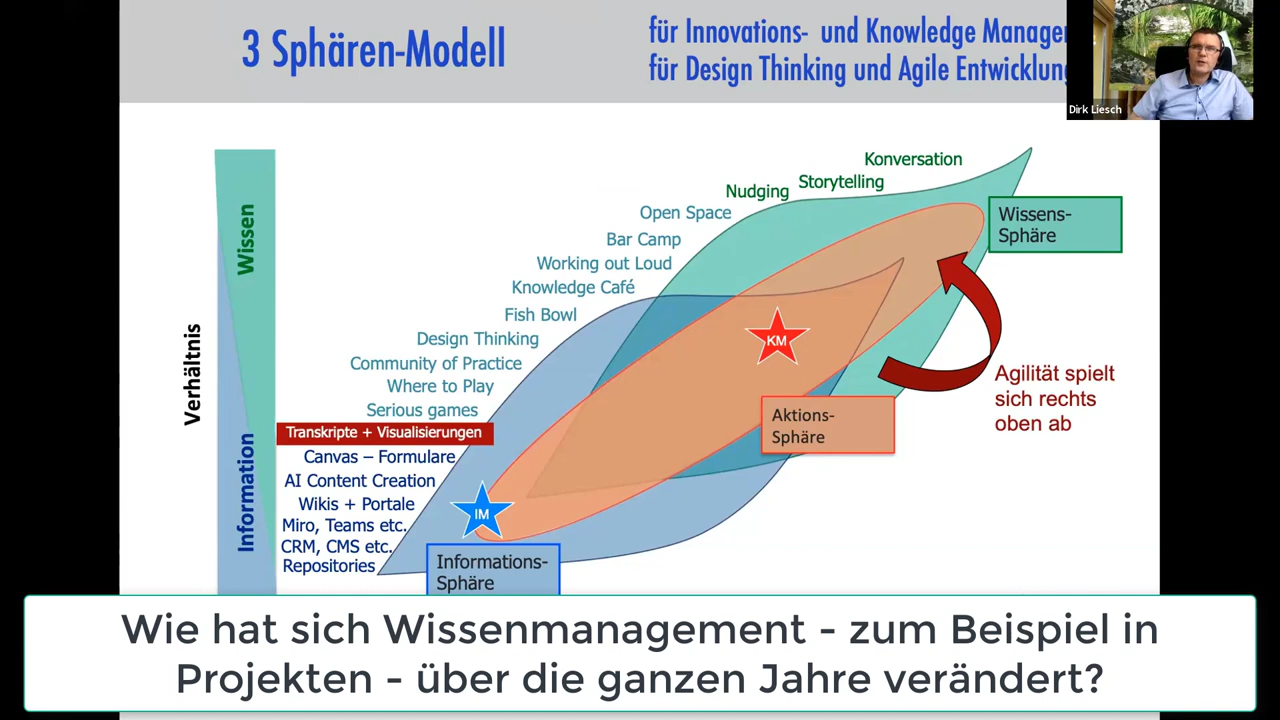 3 Sphären-Modell
für Innovations- und Knowledge Manage
für Design Thinking und Agile Entwicklung
Dirk Liesch
Konversation
Storytelling
Nudging
Open Space
Bar Camp
Working out Loud
Knowledge Café
Fish Bowl
Design Thinking
Community of Practice
Where to Play
Serious games
Transkripte + Visualisierungen
Canvas – Formulare
AI Content Creation
Wikis + Portale
Miro, Teams etc.
CRM, CMS etc.
Repositories
Verhältnis
Wissen
Information
Wissens-
Sphäre
KM
Aktions-
Sphäre
Agilität spielt
sich rechts
oben ab
IM
Informations-
Sphäre
Wie hat sich Wissenmanagement - zum Beispiel in
Projekten - über die ganzen Jahre verändert?